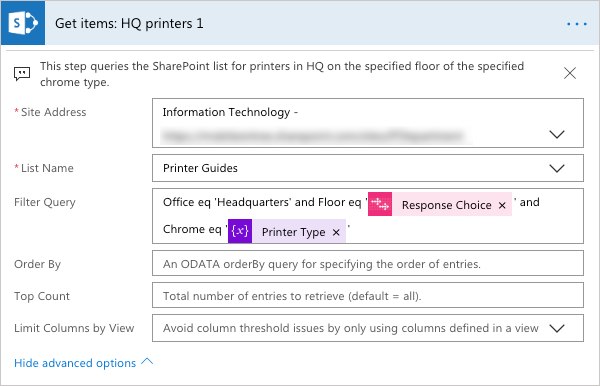 Get items: HQ printers 1
This step queries the SharePoint list for printers in HQ on the specified floor of the specified
chrome type.
* Site Address
Information Technology -
* List Name
Printer Guides
Filter Query
Office eq 'Headquarters' and Floor eq ' Response Choice × ' and
Chrome eq ' {x} Printer Type × '
Order By
An ODATA orderBy query for specifying the order of entries.
Top Count
Total number of entries to retrieve (default = all).
Limit Columns by View
Avoid column threshold issues by only using columns defined in a view
Hide advanced options